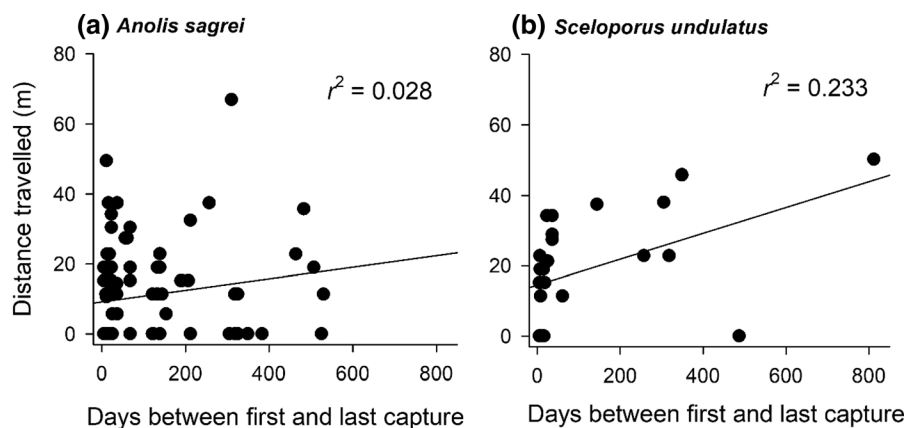 (a) Anolis sagrei
80
60
40
20
0
r² = 0.028
Distance travelled (m)
0 200 400 600 800
Days between first and last capture
(b) Sceloporus undulatus
80
60
40
20
0
r² = 0.233
0 200 400 600 800
Days between first and last capture